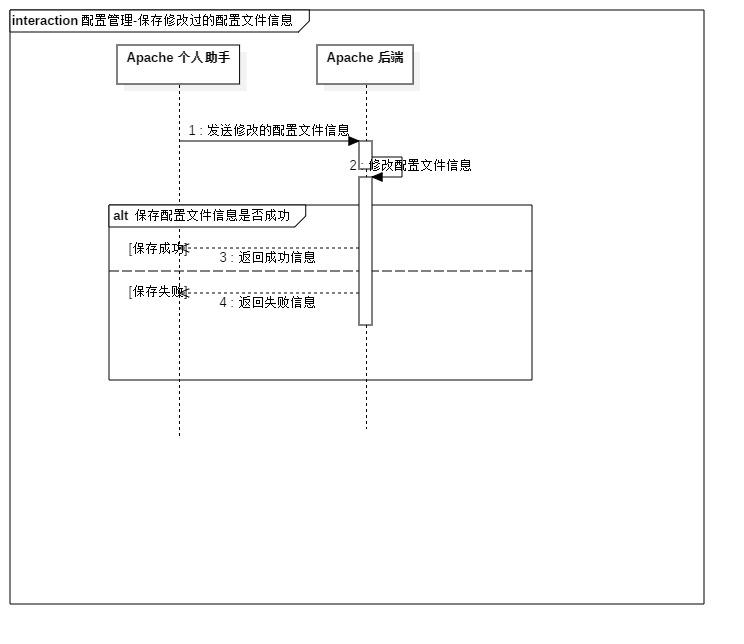 interaction 配置管理-保存修改过的配置文件信息
Apache 个人助手
Apache 后端
1 : 发送修改的配置文件信息
2 : 修改配置文件信息
alt 保存配置文件信息是否成功
[保存成功]
3 : 返回成功信息
[保存失败]
4 : 返回失败信息